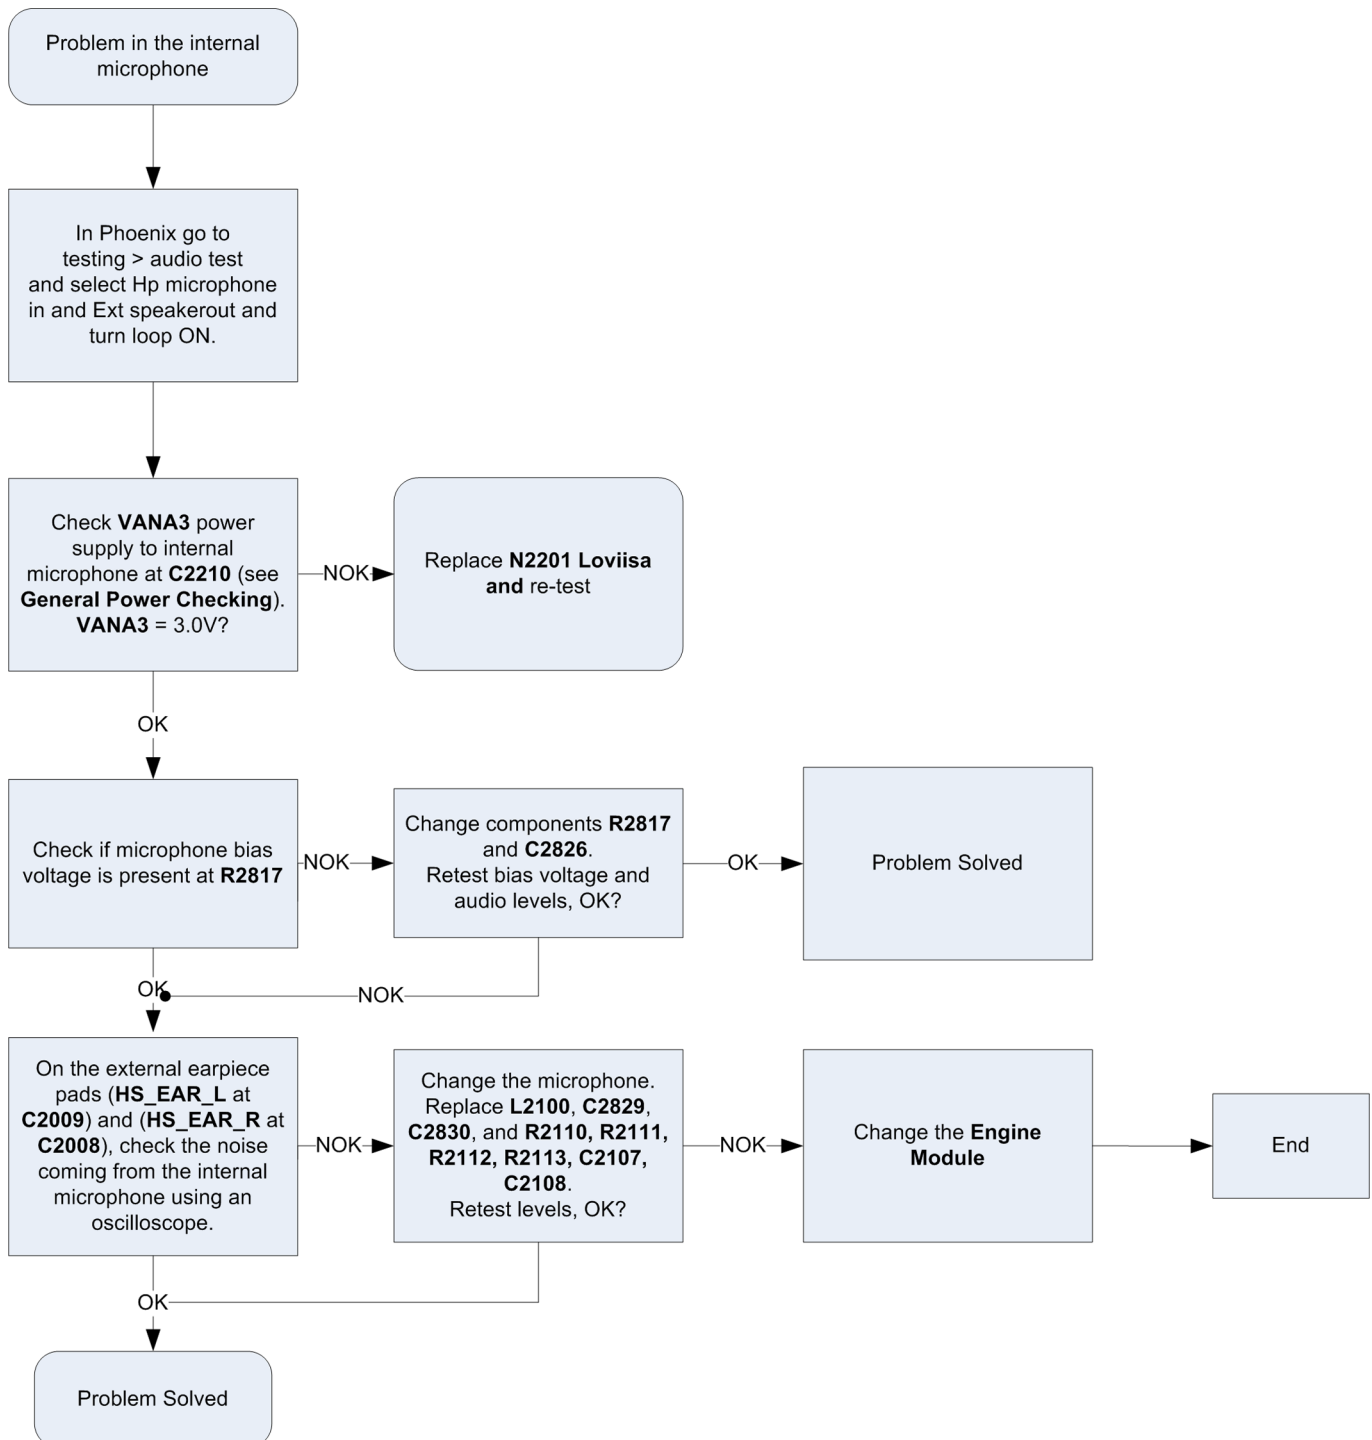 Problem in the internal
microphone
In Phoenix go to
testing > audio test
and select Hp microphone
in and Ext speakerout and
turn loop ON.
Check VANA3 power
supply to internal
microphone at C2210 (see
General Power Checking).
VANA3 = 3.0V?
NOK
Replace N2201 Loviisa
and re-test
OK
Check if microphone bias
voltage is present at R2817
NOK
Change components R2817
and C2826.
Retest bias voltage and
audio levels, OK?
OK
Problem Solved
OK
NOK
On the external earpiece
pads (HS_EAR_L at
C2009) and (HS_EAR_R at
C2008), check the noise
coming from the internal
microphone using an
oscilloscope.
NOK
Change the microphone.
Replace L2100, C2829,
C2830, and R2110, R2111,
R2112, R2113, C2107,
C2108.
Retest levels, OK?
NOK
Change the Engine
Module
End
OK
Problem Solved